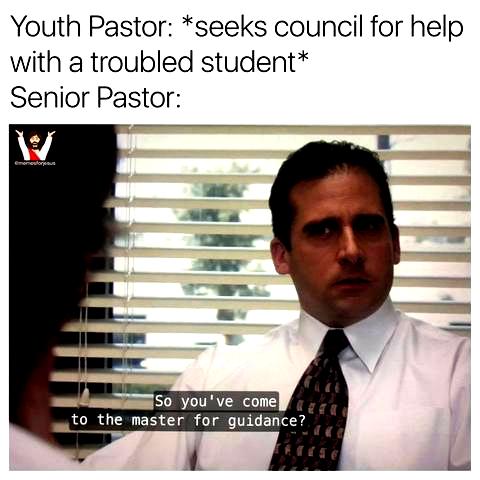 Youth Pastor: *seeks council for help
with a troubled student*
Senior Pastor:
@memesforjesus
So you've come
to the master for guidance?